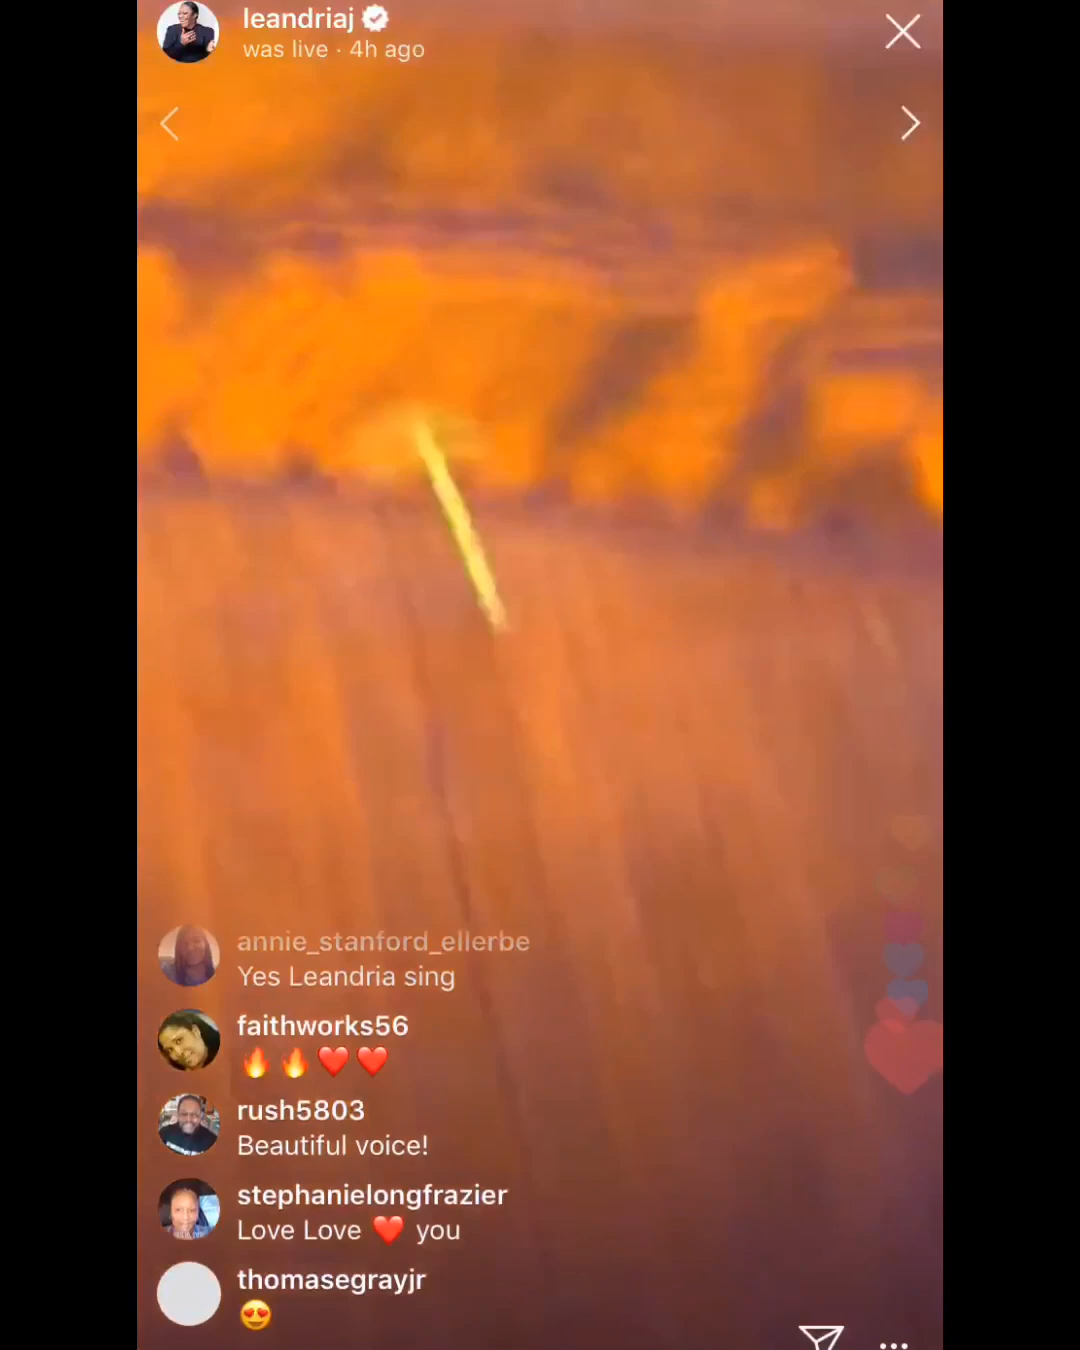 leandriaj
was live · 4h ago
annie_stanford_ellerbe
Yes Leandria sing
faithworks56
🔥🔥❤️❤️
rush5803
Beautiful voice!
stephanielongfrazier
Love Love ❤️ you
thomasegrayjr
😍